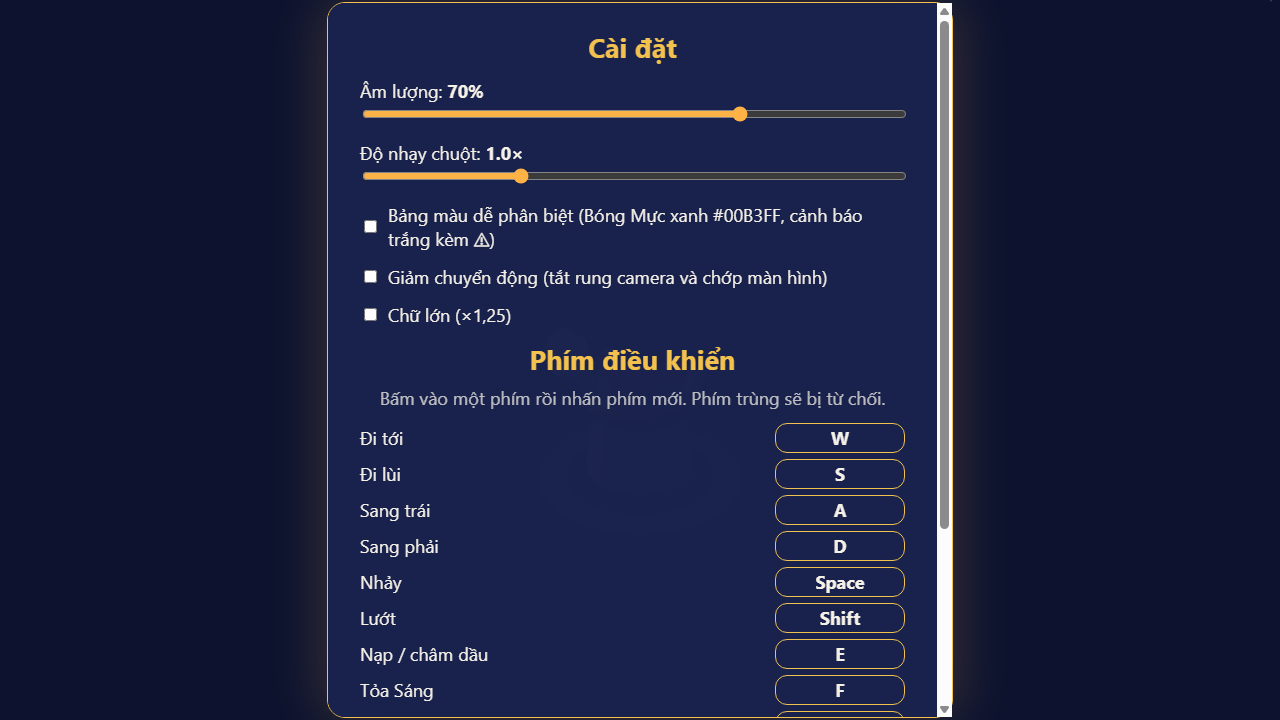 Cài đặt
Âm lượng: 70%
Độ nhạy chuột: 1.0×
Bảng màu dễ phân biệt (Bóng Mực xanh #00B3FF, cảnh báo
trắng kèm ⚠)
Giảm chuyển động (tắt rung camera và chớp màn hình)
Chữ lớn (×1,25)
Phím điều khiển
Bấm vào một phím rồi nhấn phím mới. Phím trùng sẽ bị từ chối.
Đi tới W
Đi lùi S
Sang trái A
Sang phải D
Nhảy Space
Lướt Shift
Nạp / châm dầu E
Tỏa Sáng F